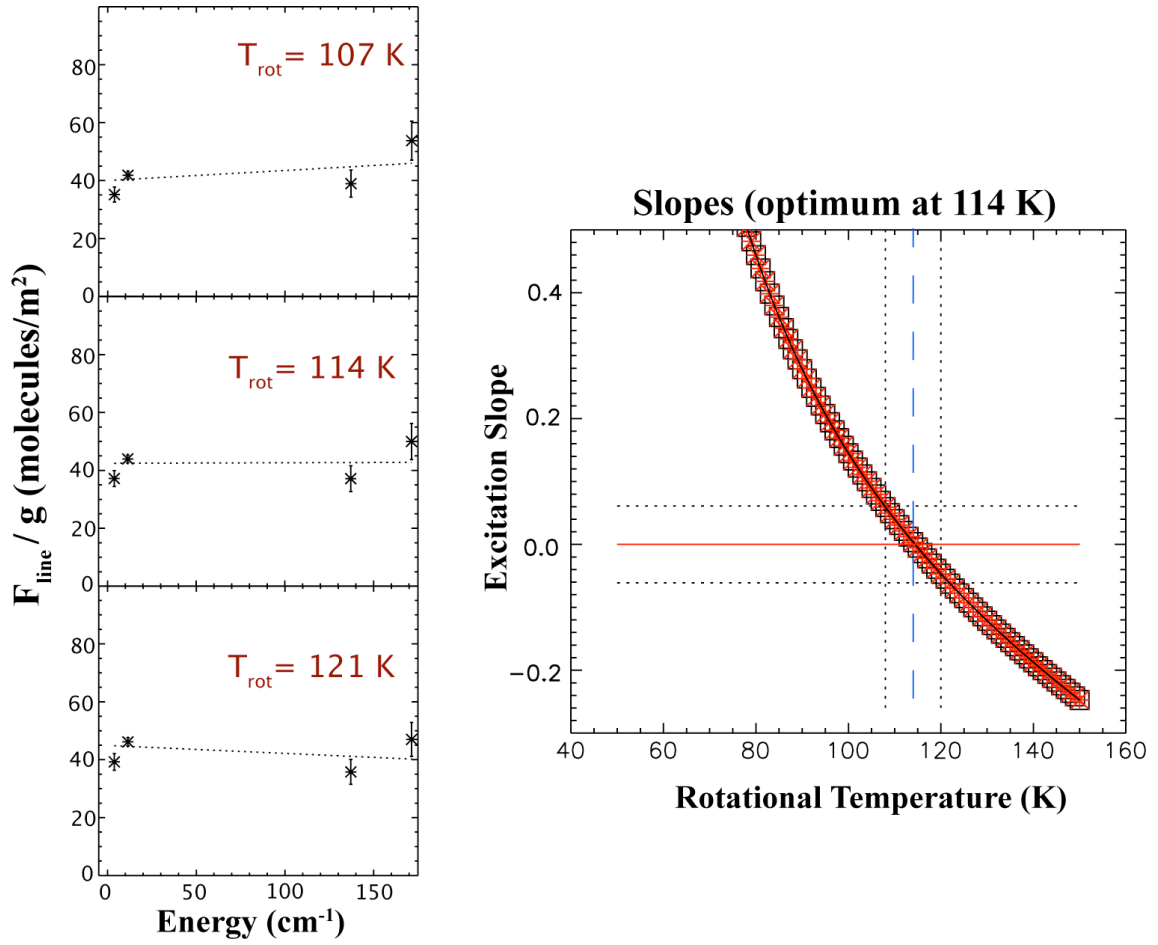 F_line / g (molecules/m²)
80
60
40
20
0
T_rot = 107 K
80
60
40
20
0
T_rot = 114 K
80
60
40
20
0
T_rot = 121 K
0 50 100 150
Energy (cm⁻¹)
Slopes (optimum at 114 K)
Excitation Slope
0.4
0.2
0.0
−0.2
40 60 80 100 120 140 160
Rotational Temperature (K)